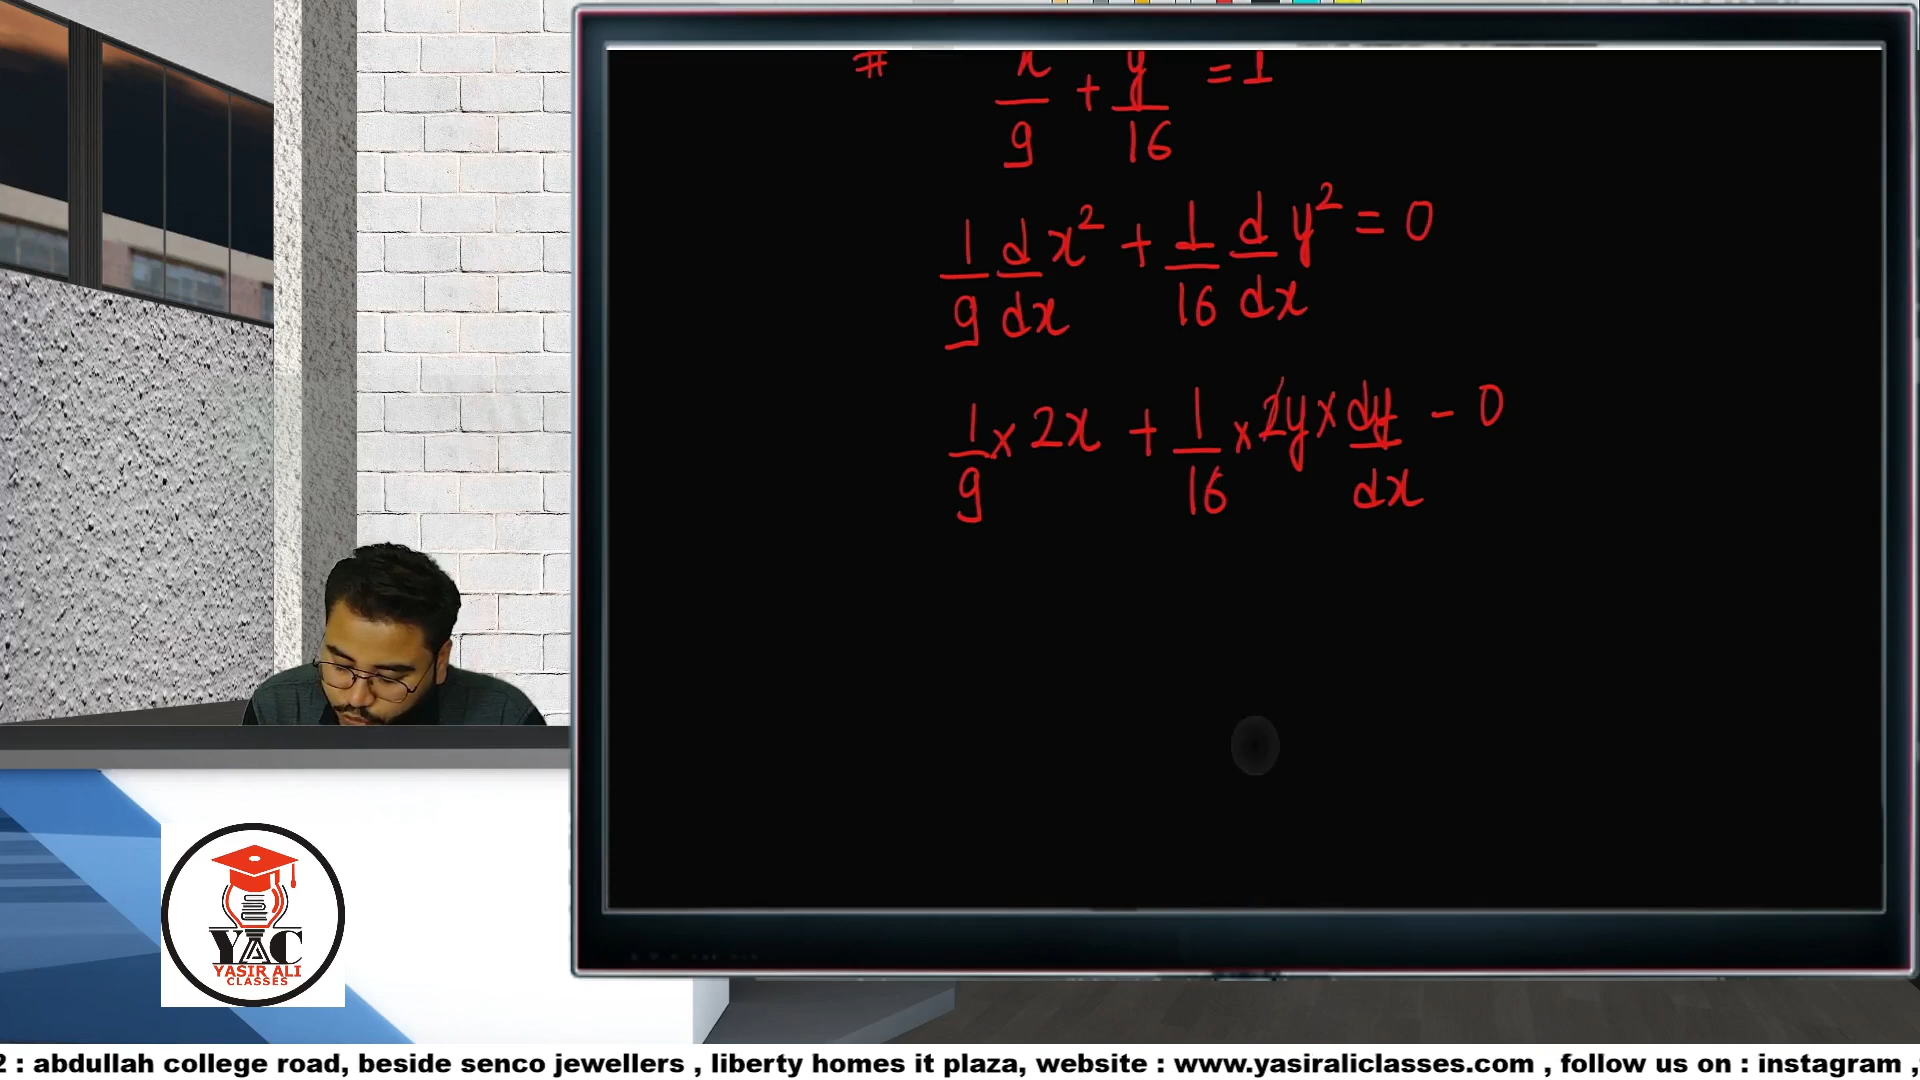 # x/9 + y/16 = 1
1/9 d/dx x² + 1/16 d/dx y² = 0
1/9 × 2x + 1/16 × 2y × dy/dx - 0
YAC
YASIR ALI
CLASSES
2 : abdullah college road, beside senco jewellers , liberty homes it plaza, website : www.yasiraliclasses.com , follow us on : instagram ,